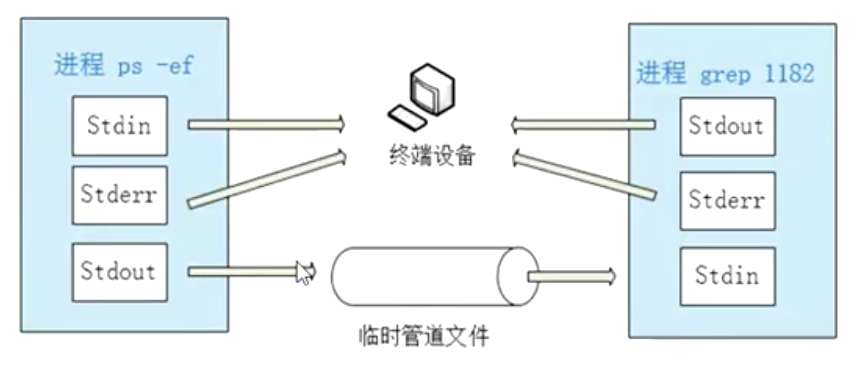 进程 ps -ef
Stdin
Stderr
Stdout
终端设备
临时管道文件
进程 grep 1182
Stdout
Stderr
Stdin